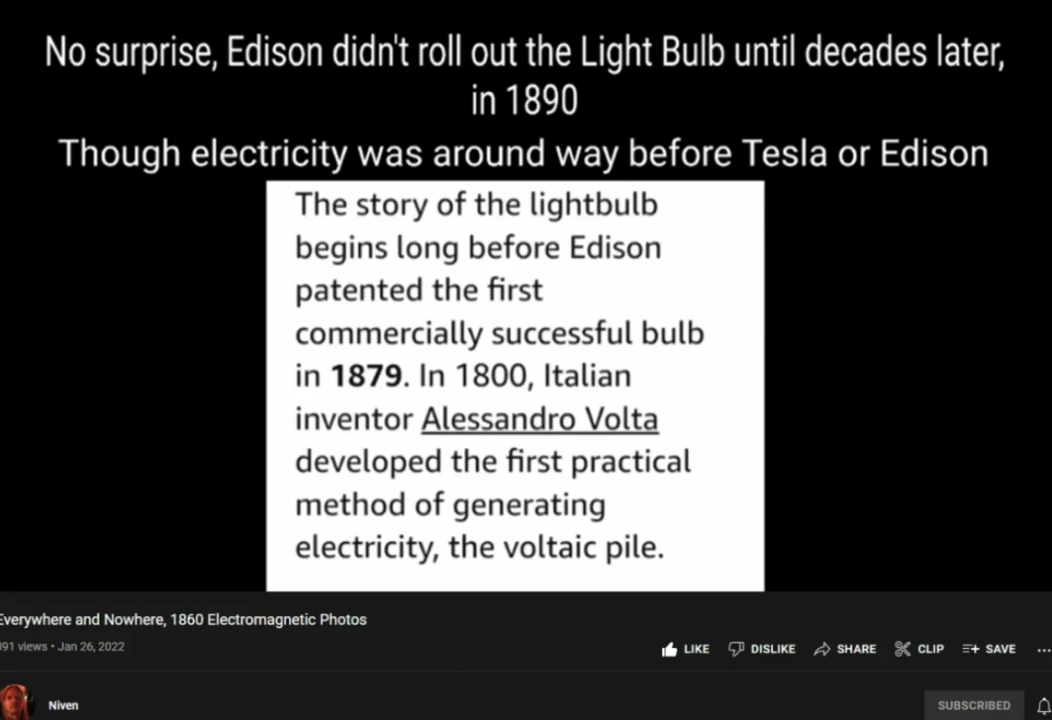 No surprise, Edison didn't roll out the Light Bulb until decades later,
in 1890
Though electricity was around way before Tesla or Edison
The story of the lightbulb
begins long before Edison
patented the first
commercially successful bulb
in 1879. In 1800, Italian
inventor Alessandro Volta
developed the first practical
method of generating
electricity, the voltaic pile.
Everywhere and Nowhere, 1860 Electromagnetic Photos
91 views • Jan 26, 2022
LIKE DISLIKE SHARE CLIP SAVE ...
Niven
SUBSCRIBED